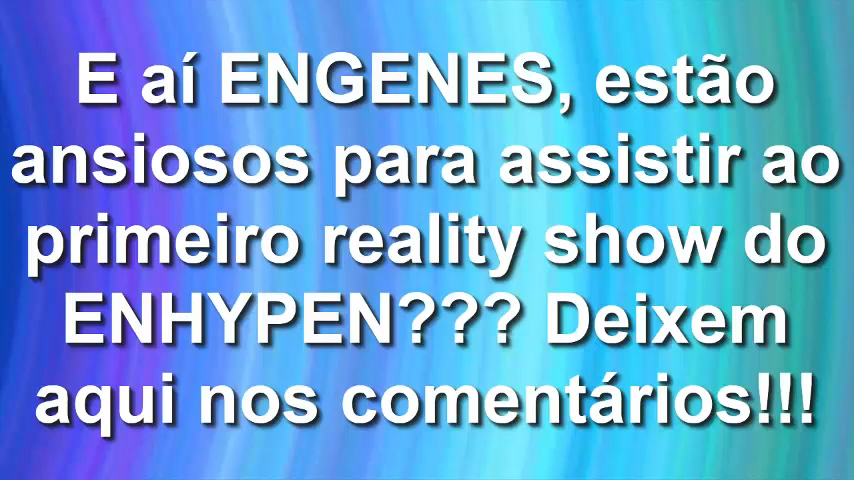 E aí ENGENES, estão
ansiosos para assistir ao
primeiro reality show do
ENHYPEN??? Deixem
aqui nos comentários!!!